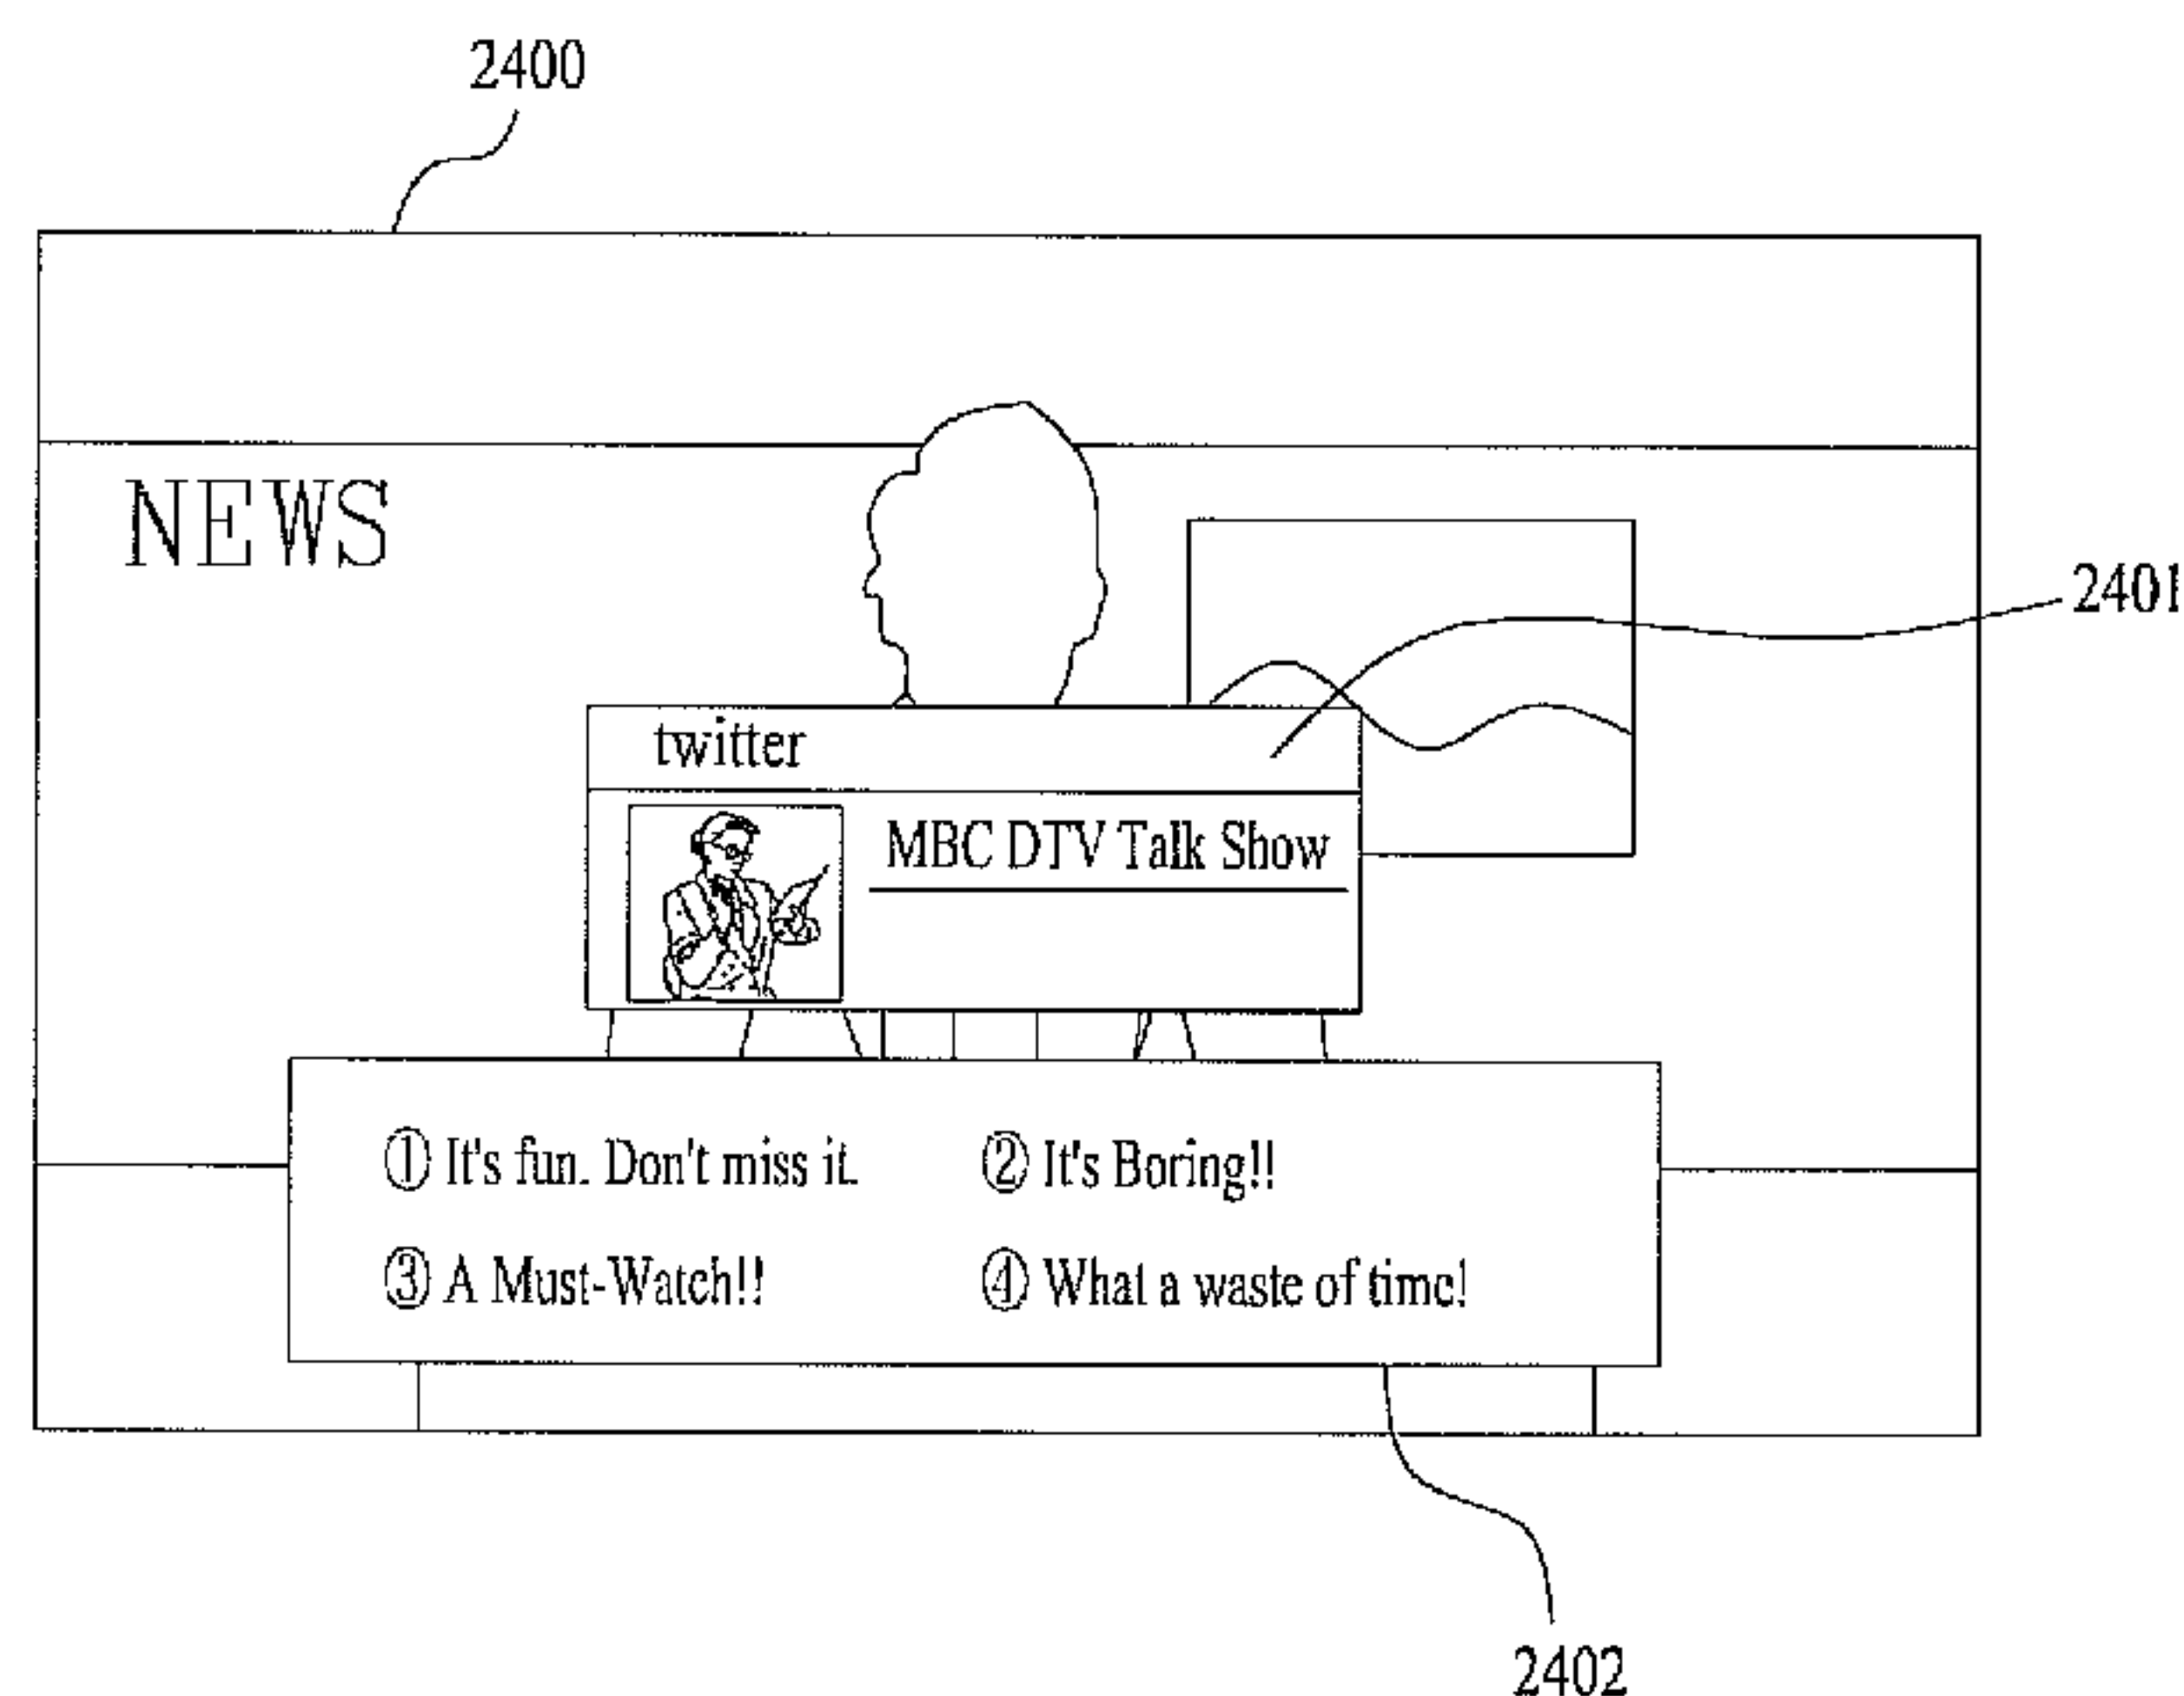 2400
NEWS
2401
twitter
MBC DTV Talk Show
① It's fun. Don't miss it.
② It's Boring!!
③ A Must-Watch!!
④ What a waste of time!
2402